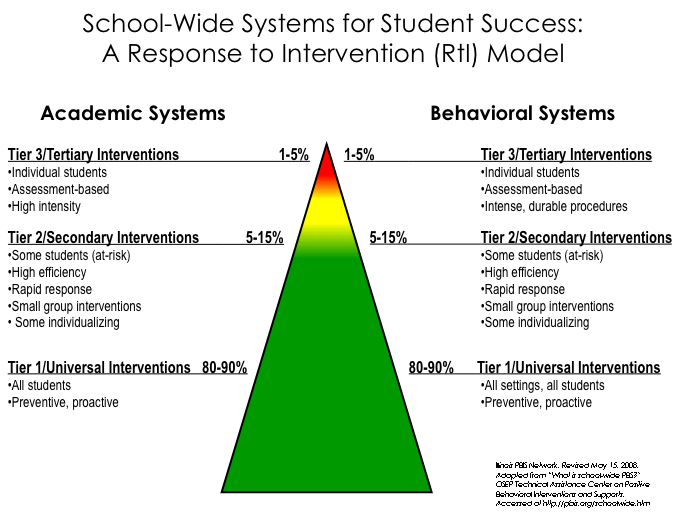 School-Wide Systems for Student Success:
A Response to Intervention (RtI) Model
Academic Systems
Tier 3/Tertiary Interventions 1-5%
•Individual students
•Assessment-based
•High intensity
Tier 2/Secondary Interventions 5-15%
•Some students (at-risk)
•High efficiency
•Rapid response
•Small group interventions
• Some individualizing
Tier 1/Universal Interventions 80-90%
•All students
•Preventive, proactive
Behavioral Systems
1-5% Tier 3/Tertiary Interventions
•Individual students
•Assessment-based
•Intense, durable procedures
5-15% Tier 2/Secondary Interventions
•Some students (at-risk)
•High efficiency
•Rapid response
•Small group interventions
•Some individualizing
80-90% Tier 1/Universal Interventions
•All settings, all students
•Preventive, proactive
Illinois PBIS Network, Revised May 15, 2008.
Adapted from "What is school-wide PBS?"
OSEP Technical Assistance Center on Positive
Behavioral Interventions and Supports.
Accessed at http://pbis.org/schoolwide.htm